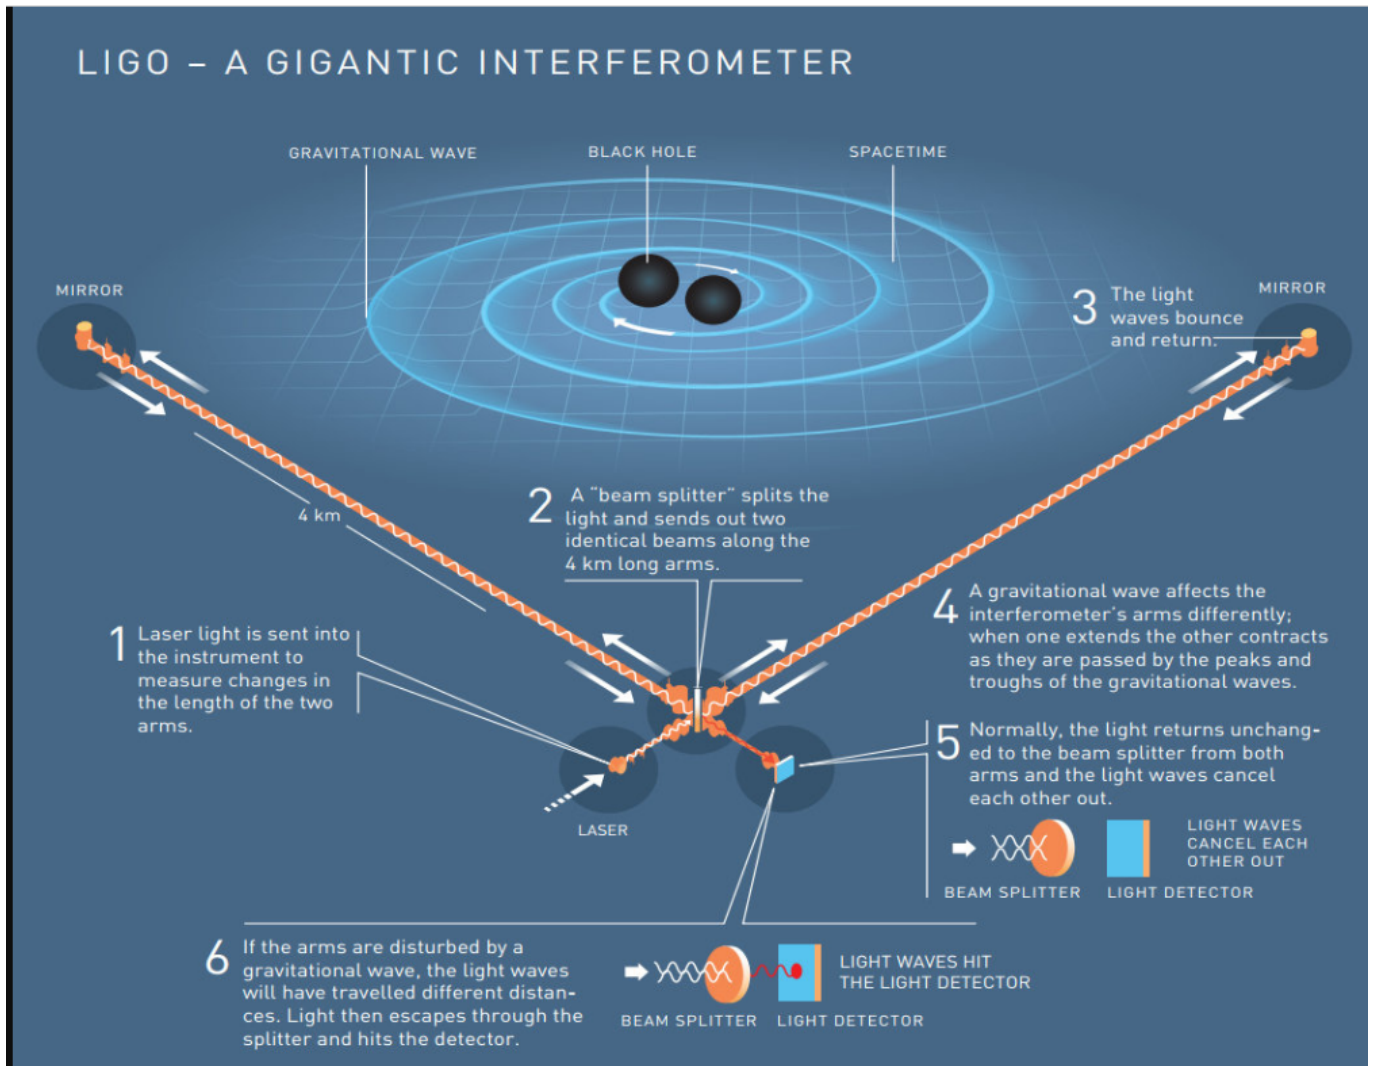 LIGO – A GIGANTIC INTERFEROMETER
GRAVITATIONAL WAVE
BLACK HOLE
SPACETIME
MIRROR
3 The light
waves bounce
and return.
MIRROR
4 km
2 A “beam splitter” splits the
light and sends out two
identical beams along the
4 km long arms.
1 Laser light is sent into
the instrument to
measure changes in
the length of the two
arms.
4 A gravitational wave affects the
interferometer’s arms differently;
when one extends the other contracts
as they are passed by the peaks and
troughs of the gravitational waves.
5 Normally, the light returns unchang-
ed to the beam splitter from both
arms and the light waves cancel
each other out.
LASER
LIGHT WAVES
CANCEL EACH
OTHER OUT
BEAM SPLITTER
LIGHT DETECTOR
6 If the arms are disturbed by a
gravitational wave, the light waves
will have travelled different distan-
ces. Light then escapes through the
splitter and hits the detector.
LIGHT WAVES HIT
THE LIGHT DETECTOR
BEAM SPLITTER
LIGHT DETECTOR